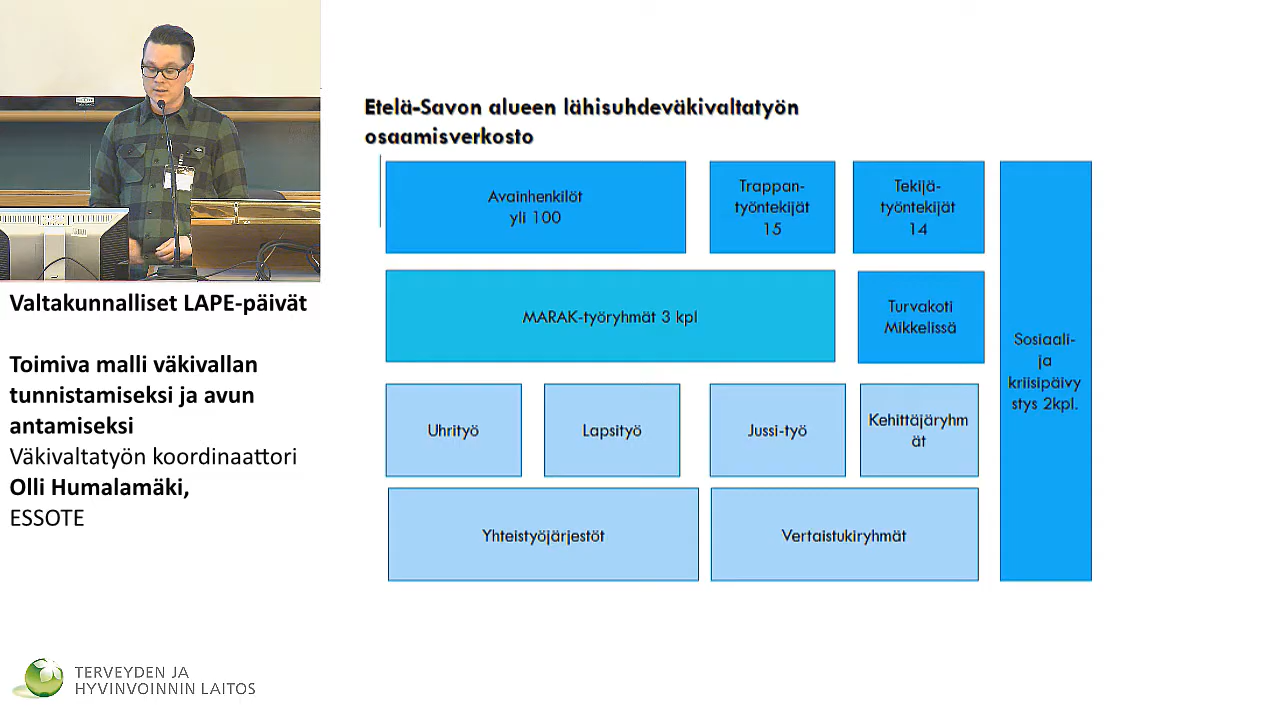 Valtakunnalliset LAPE-päivät
Toimiva malli väkivallan
tunnistamiseksi ja avun
antamiseksi
Väkivaltatyön koordinaattori
Olli Humalamäki,
ESSOTE
TERVEYDEN JA
HYVINVOINNIN LAITOS
Etelä-Savon alueen lähisuhdeväkivaltatyön
osaamisverkosto
Avainhenkilöt
yli 100
Trappan-
työntekijät
15
Tekijä-
työntekijät
14
MARAK-työryhmät 3 kpl
Turvakoti
Mikkelissä
Sosiaali-
ja
kriisipäivy
stys 2kpl.
Uhrityö
Lapsityö
Jussi-työ
Kehittäjäryhm
ät
Yhteistyöjärjestöt
Vertaistukiryhmät